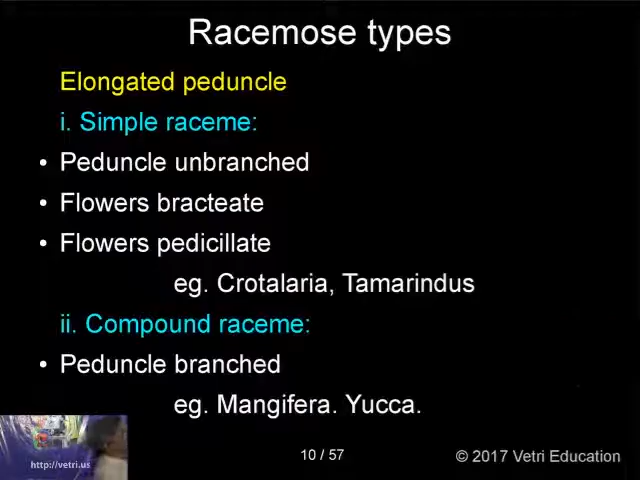 Racemose types
Elongated peduncle
i. Simple raceme:
• Peduncle unbranched
• Flowers bracteate
• Flowers pedicillate
eg. Crotalaria, Tamarindus
ii. Compound raceme:
• Peduncle branched
eg. Mangifera. Yucca.
http://vetri.us
10 / 57
© 2017 Vetri Education